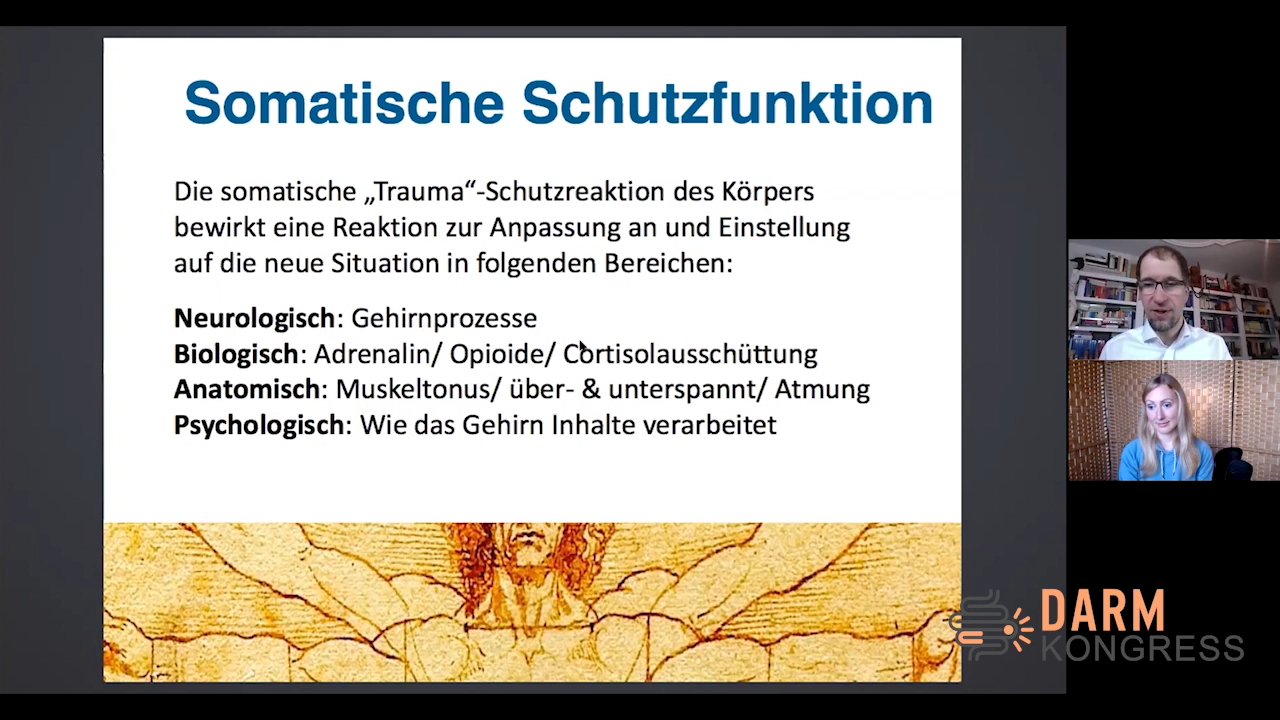 Somatische Schutzfunktion
Die somatische „Trauma“-Schutzreaktion des Körpers
bewirkt eine Reaktion zur Anpassung an und Einstellung
auf die neue Situation in folgenden Bereichen:
Neurologisch: Gehirnprozesse
Biologisch: Adrenalin/ Opioide/ Cortisolausschüttung
Anatomisch: Muskeltonus/ über- & unterspannt/ Atmung
Psychologisch: Wie das Gehirn Inhalte verarbeitet
DARM
KONGRESS